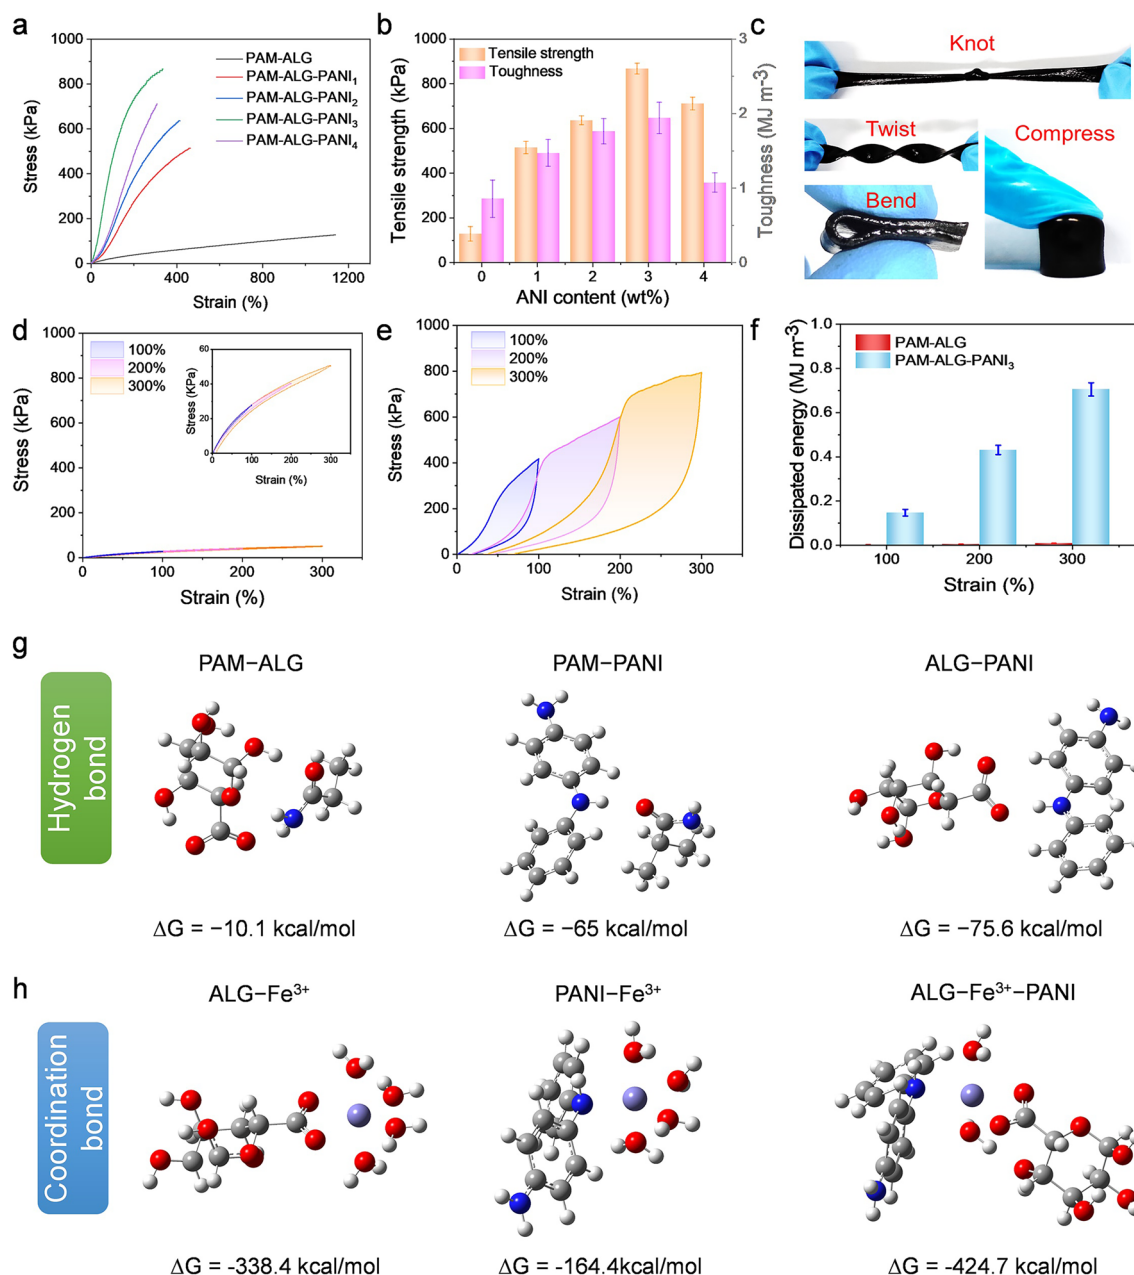 a
1000
800
600
400
200
0
Stress (kPa)
0
380
760
1140
Strain (%)
PAM-ALG
PAM-ALG-PANI₁
PAM-ALG-PANI₂
PAM-ALG-PANI₃
PAM-ALG-PANI₄
b
1000
800
600
400
200
0
Tensile strength (kPa)
Tensile strength
Toughness
3
2
1
0
Toughness (MJ m-³)
0
1
2
3
4
ANI content (wt%)
c
Knot
Twist
Compress
Bend
d
1000
800
600
400
200
0
Stress (kPa)
100%
200%
300%
60
40
20
0
Stress (KPa)
0
100
200
300
Strain (%)
0
100
200
300
Strain (%)
e
1000
800
600
400
200
0
Stress (kPa)
100%
200%
300%
0
100
200
300
Strain (%)
f
1.0
0.8
0.6
0.4
0.2
0.0
Dissipated energy (MJ m-³)
PAM-ALG
PAM-ALG-PANI₃
100
200
300
Strain (%)
g
Hydrogen
bond
PAM−ALG
PAM−PANI
ALG−PANI
ΔG = −10.1 kcal/mol
ΔG = −65 kcal/mol
ΔG = −75.6 kcal/mol
h
Coordination
bond
ALG−Fe³⁺
PANI−Fe³⁺
ALG−Fe³⁺−PANI
ΔG = -338.4 kcal/mol
ΔG = -164.4kcal/mol
ΔG = -424.7 kcal/mol